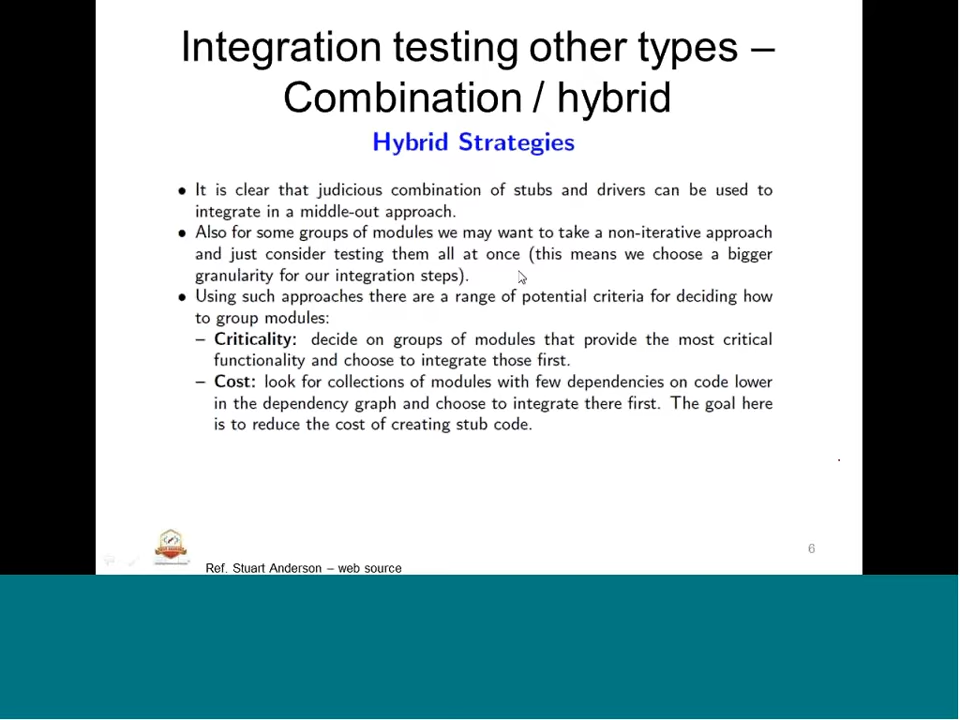 Integration testing other types –
Combination / hybrid
Hybrid Strategies
• It is clear that judicious combination of stubs and drivers can be used to
integrate in a middle-out approach.
• Also for some groups of modules we may want to take a non-iterative approach
and just consider testing them all at once (this means we choose a bigger
granularity for our integration steps).
• Using such approaches there are a range of potential criteria for deciding how
to group modules:
– Criticality: decide on groups of modules that provide the most critical
functionality and choose to integrate those first.
– Cost: look for collections of modules with few dependencies on code lower
in the dependency graph and choose to integrate there first. The goal here
is to reduce the cost of creating stub code.
6
Ref. Stuart Anderson – web source